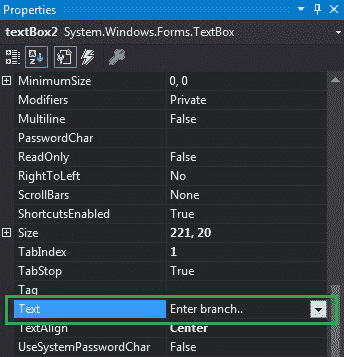 Properties
textBox2 System.Windows.Forms.TextBox
MinimumSize 0, 0
Modifiers Private
Multiline False
PasswordChar
ReadOnly False
RightToLeft No
ScrollBars None
ShortcutsEnabled True
Size 221, 20
TabIndex 1
TabStop True
Tag
Text Enter branch..
TextAlign Center
UseSystemPasswordChar False